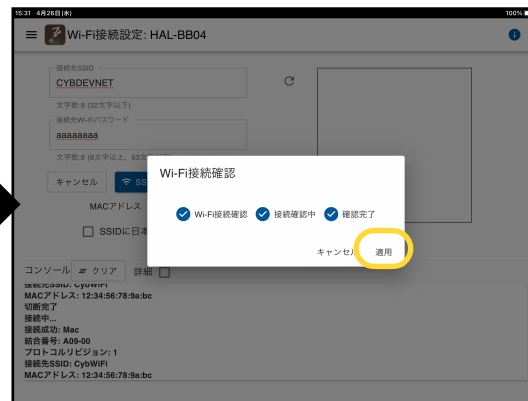 15:31 4月26日(水)
100%
Wi-Fi接続設定: HAL-BB04
接続先SSID
CYBDEVNET
文字数:9 (32文字以下)
接続先Wi-Fiパスワード
aaaaaaaa
文字数:8 (8文字以上、63文
キャンセル
SS
MACアドレス
SSIDに日本
Wi-Fi接続確認
Wi-Fi接続確認 接続確認中 確認完了
キャンセル 適用
コンソール クリア 詳細
接続先SSID: CybWiFi
MACアドレス: 12:34:56:78:9a:bc
切断完了
接続中...
接続成功: Mac
結合番号: A09-00
プロトコルリビジョン: 1
接続先SSID: CybWiFi
MACアドレス: 12:34:56:78:9a:bc